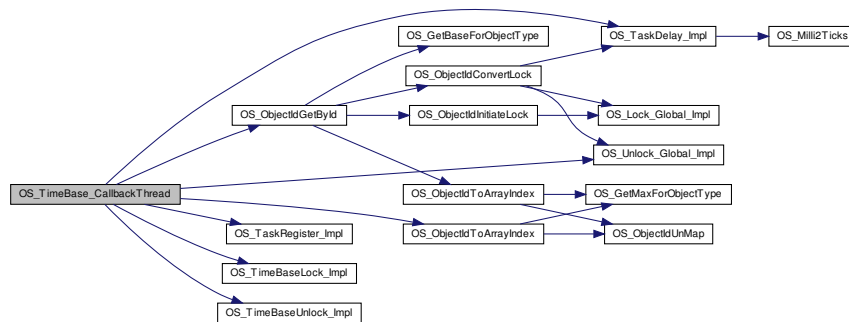 OS_GetBaseForObjectType
OS_TaskDelay_Impl
OS_Milli2Ticks
OS_ObjectIdConvertLock
OS_ObjectIdGetById
OS_ObjectIdInitiateLock
OS_Lock_Global_Impl
OS_Unlock_Global_Impl
OS_TimeBase_CallbackThread
OS_ObjectIdToArrayIndex
OS_GetMaxForObjectType
OS_TaskRegister_Impl
OS_ObjectIdToArrayIndex
OS_ObjectIdUnMap
OS_TimeBaseLock_Impl
OS_TimeBaseUnlock_Impl